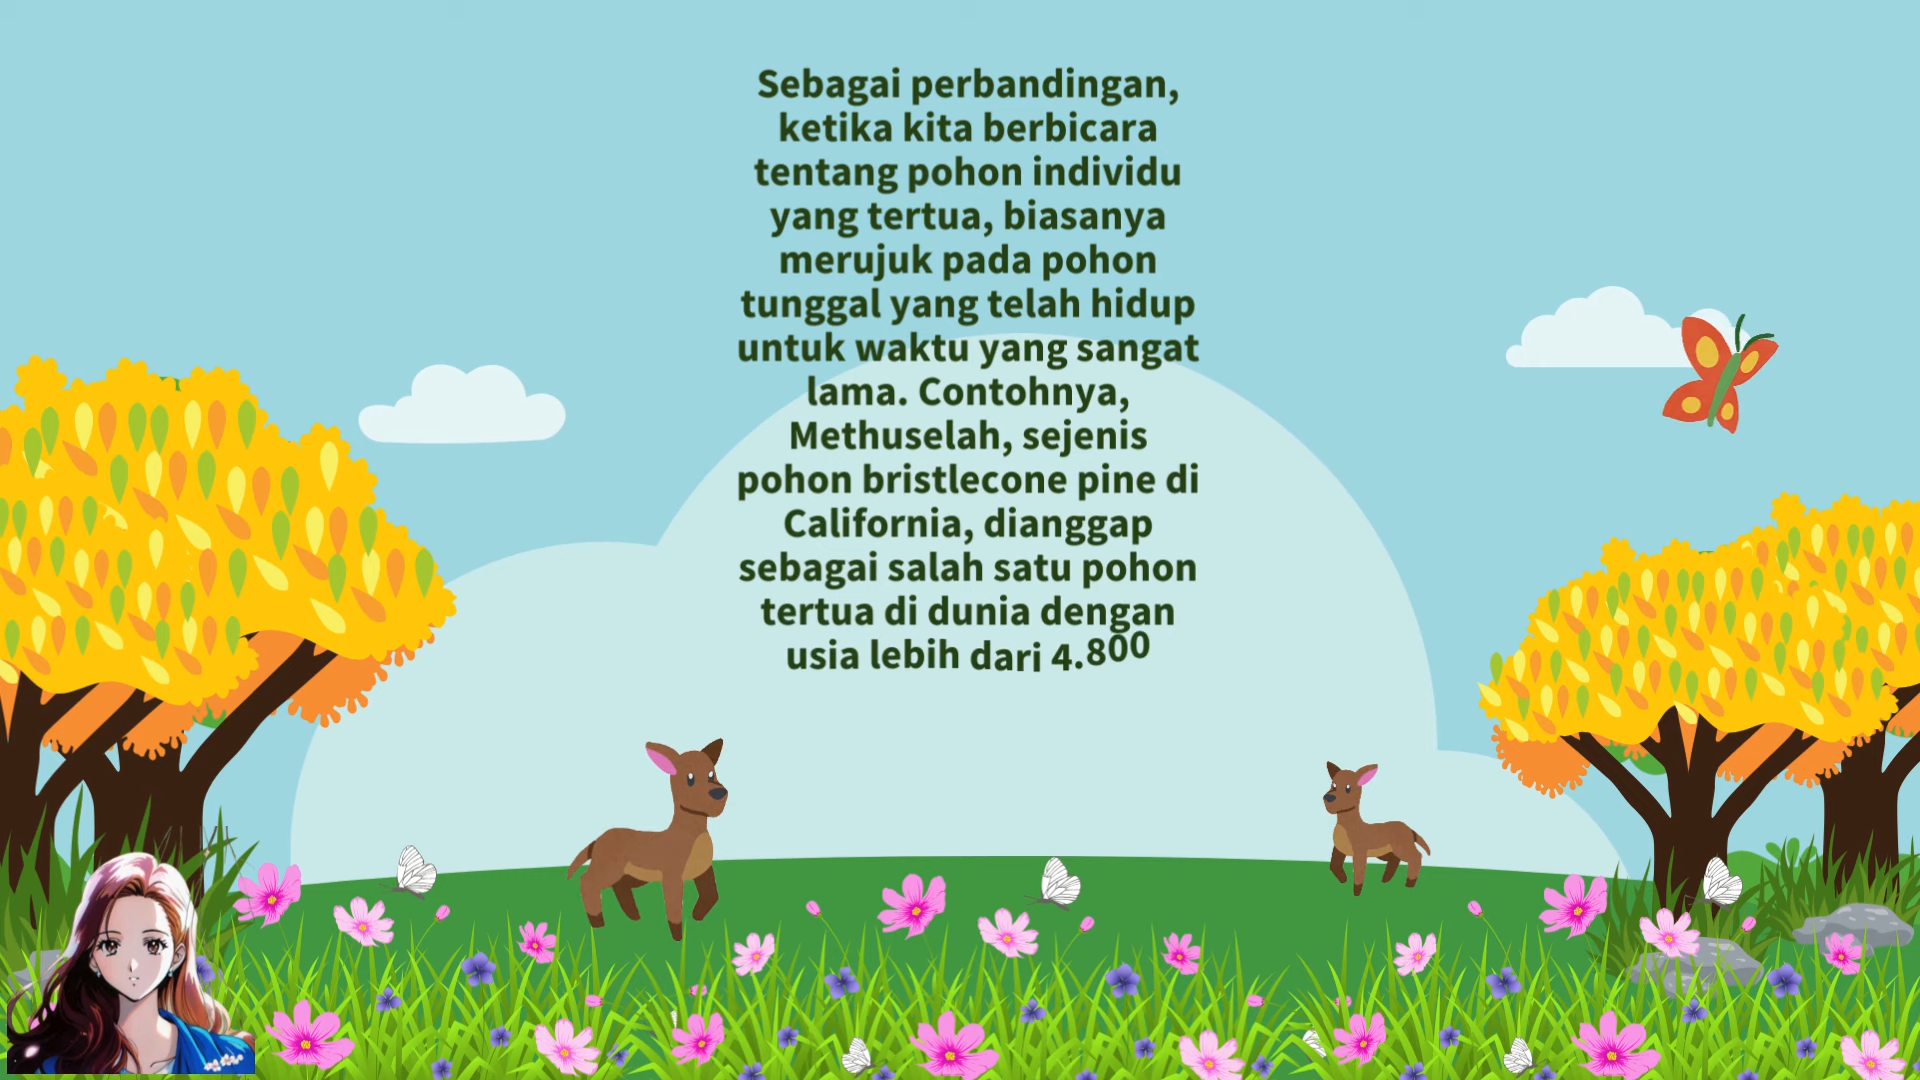 Sebagai perbandingan,
ketika kita berbicara
tentang pohon individu
yang tertua, biasanya
merujuk pada pohon
tunggal yang telah hidup
untuk waktu yang sangat
lama. Contohnya,
Methuselah, sejenis
pohon bristlecone pine di
California, dianggap
sebagai salah satu pohon
tertua di dunia dengan
usia lebih dari 4.800